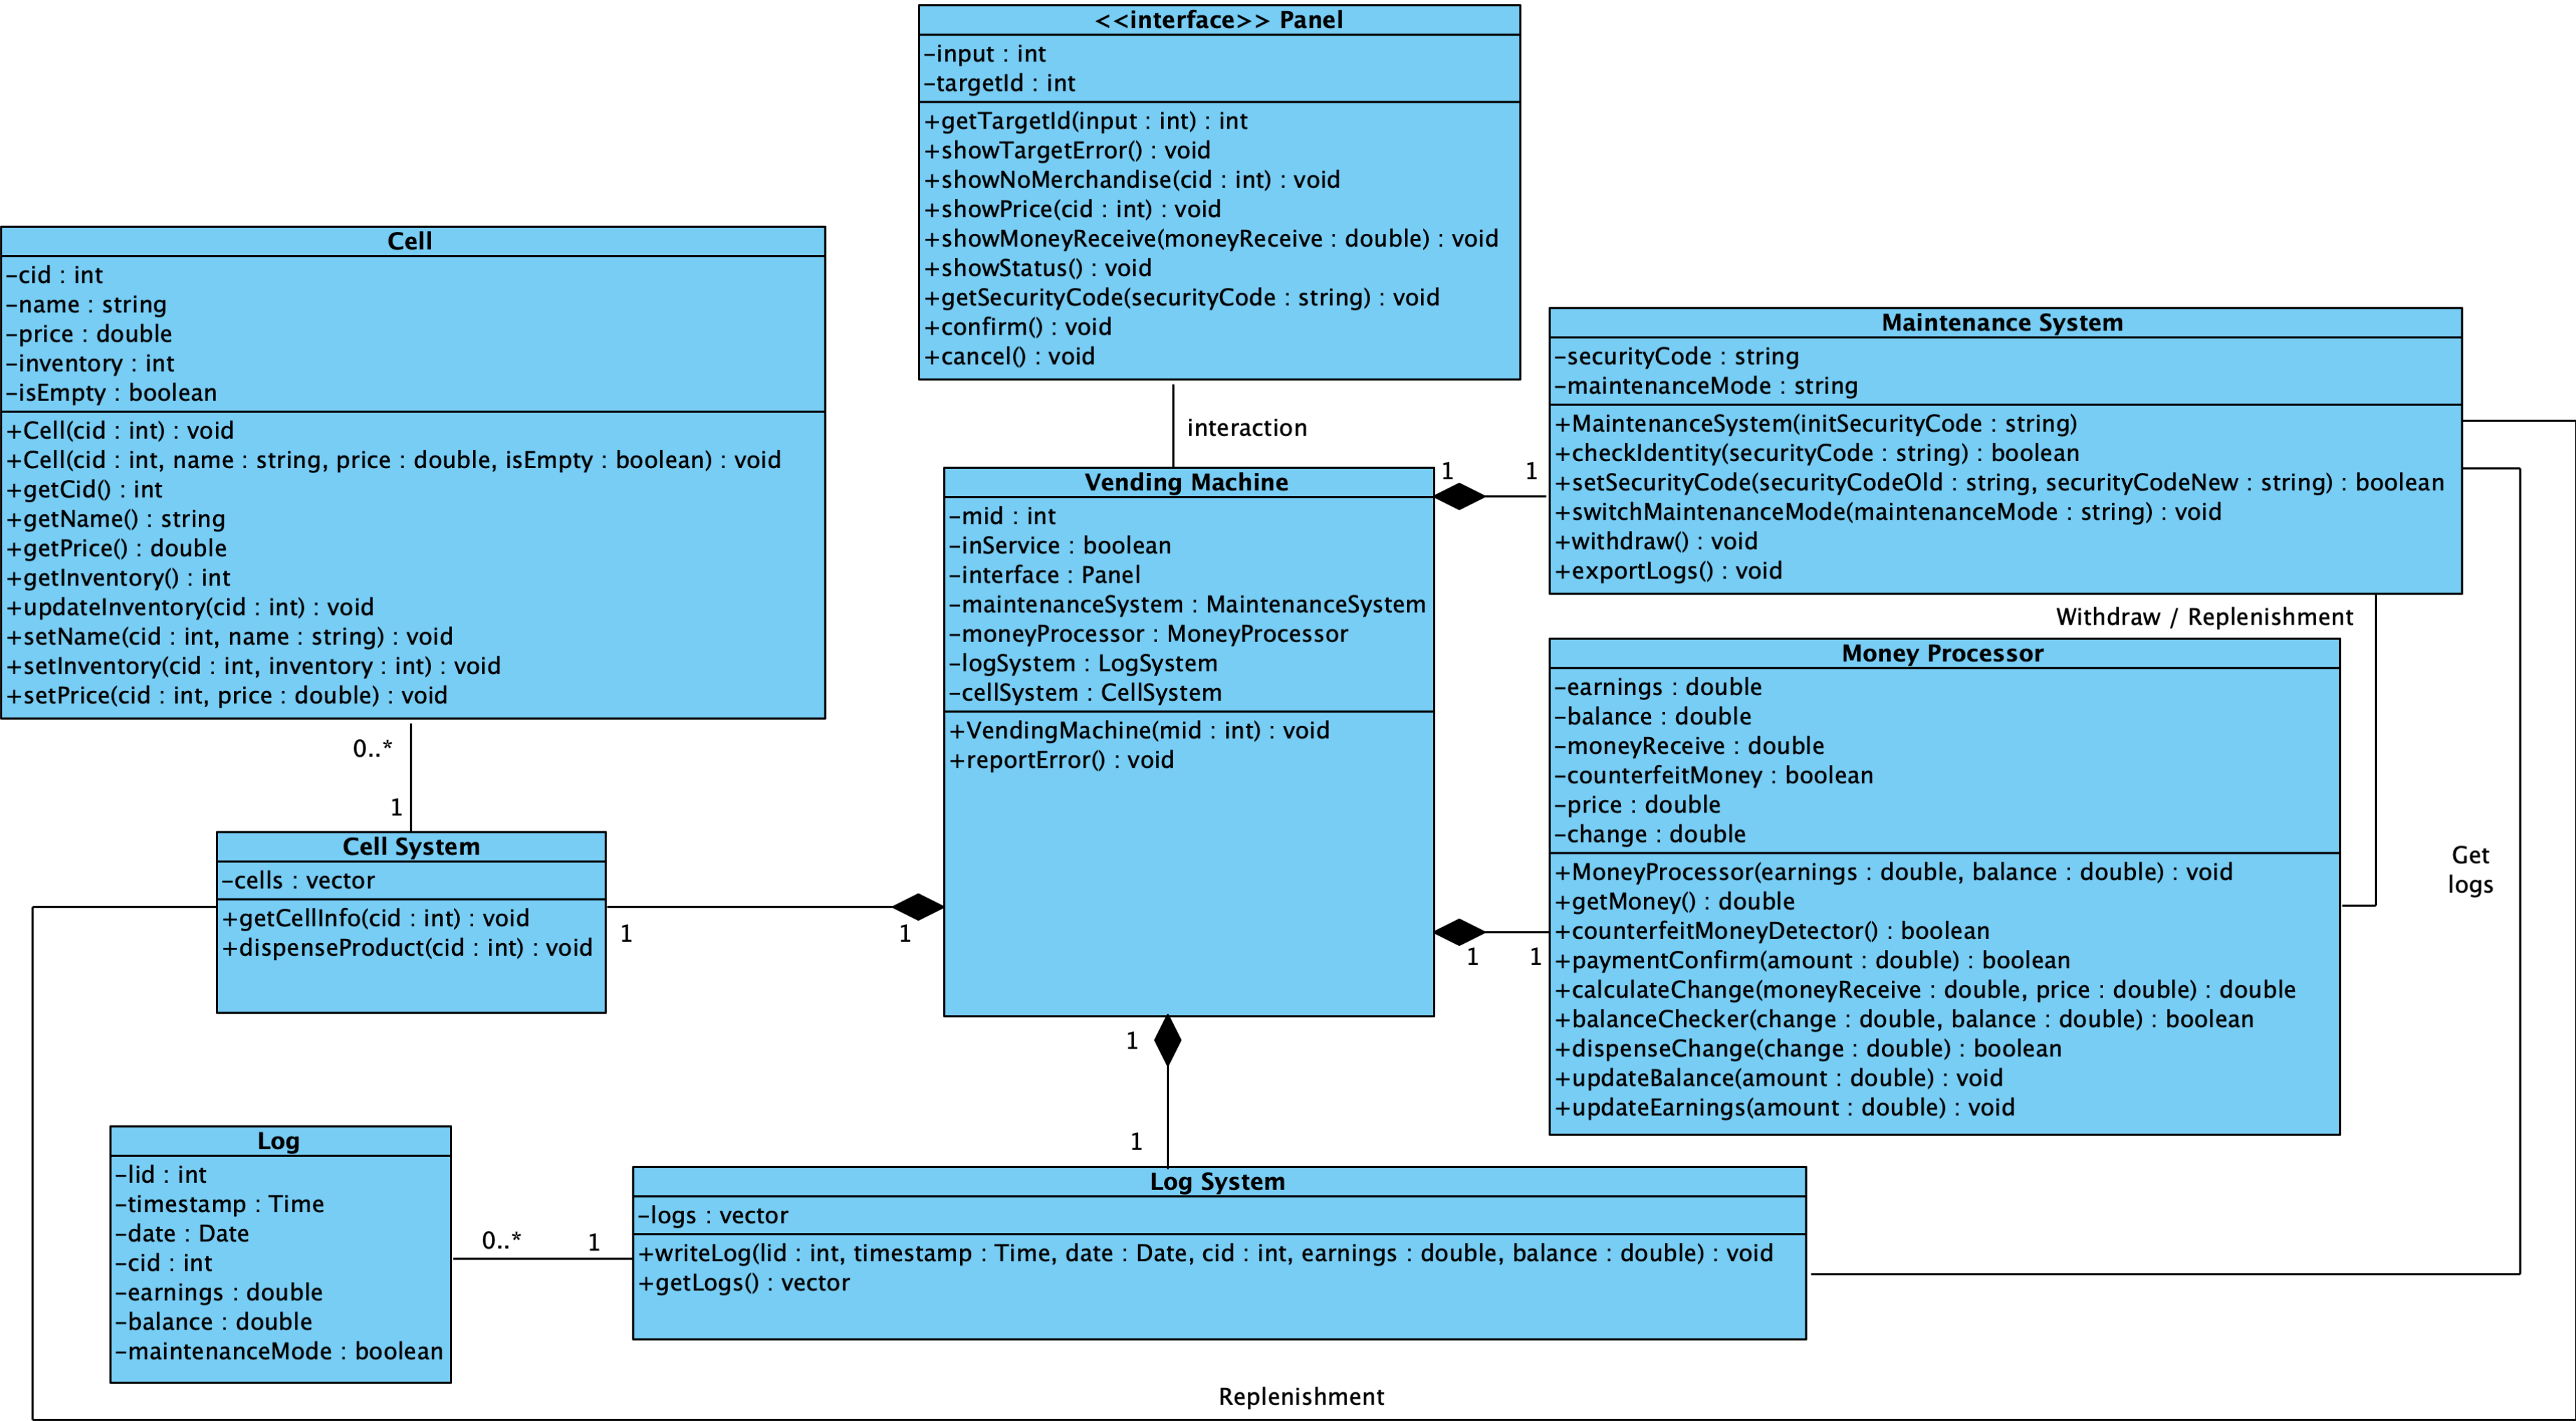 <<interface>> Panel
-input : int
-targetId : int
+getTargetId(input : int) : int
+showTargetError() : void
+showNoMerchandise(cid : int) : void
+showPrice(cid : int) : void
+showMoneyReceive(moneyReceive : double) : void
+showStatus() : void
+getSecurityCode(securityCode : string) : void
+confirm() : void
+cancel() : void
Cell
-cid : int
-name : string
-price : double
-inventory : int
-isEmpty : boolean
+Cell(cid : int) : void
+Cell(cid : int, name : string, price : double, isEmpty : boolean) : void
+getCid() : int
+getName() : string
+getPrice() : double
+getInventory() : int
+updateInventory(cid : int) : void
+setName(cid : int, name : string) : void
+setInventory(cid : int, inventory : int) : void
+setPrice(cid : int, price : double) : void
Maintenance System
-securityCode : string
-maintenanceMode : string
+MaintenanceSystem(initSecurityCode : string)
+checkIdentity(securityCode : string) : boolean
+setSecurityCode(securityCodeOld : string, securityCodeNew : string) : boolean
+switchMaintenanceMode(maintenanceMode : string) : void
+withdraw() : void
+exportLogs() : void
interaction
1
1
Vending Machine
-mid : int
-inService : boolean
-interface : Panel
-maintenanceSystem : MaintenanceSystem
-moneyProcessor : MoneyProcessor
-logSystem : LogSystem
-cellSystem : CellSystem
+VendingMachine(mid : int) : void
+reportError() : void
Withdraw / Replenishment
Money Processor
-earnings : double
-balance : double
-moneyReceive : double
-counterfeitMoney : boolean
-price : double
-change : double
+MoneyProcessor(earnings : double, balance : double) : void
+getMoney() : double
+counterfeitMoneyDetector() : boolean
+paymentConfirm(amount : double) : boolean
+calculateChange(moneyReceive : double, price : double) : double
+balanceChecker(change : double, balance : double) : boolean
+dispenseChange(change : double) : boolean
+updateBalance(amount : double) : void
+updateEarnings(amount : double) : void
Get
logs
0..*
1
Cell System
-cells : vector
+getCellInfo(cid : int) : void
+dispenseProduct(cid : int) : void
1
1
1
1
1
1
Log
-lid : int
-timestamp : Time
-date : Date
-cid : int
-earnings : double
-balance : double
-maintenanceMode : boolean
0..*
1
Log System
-logs : vector
+writeLog(lid : int, timestamp : Time, date : Date, cid : int, earnings : double, balance : double) : void
+getLogs() : vector
Replenishment